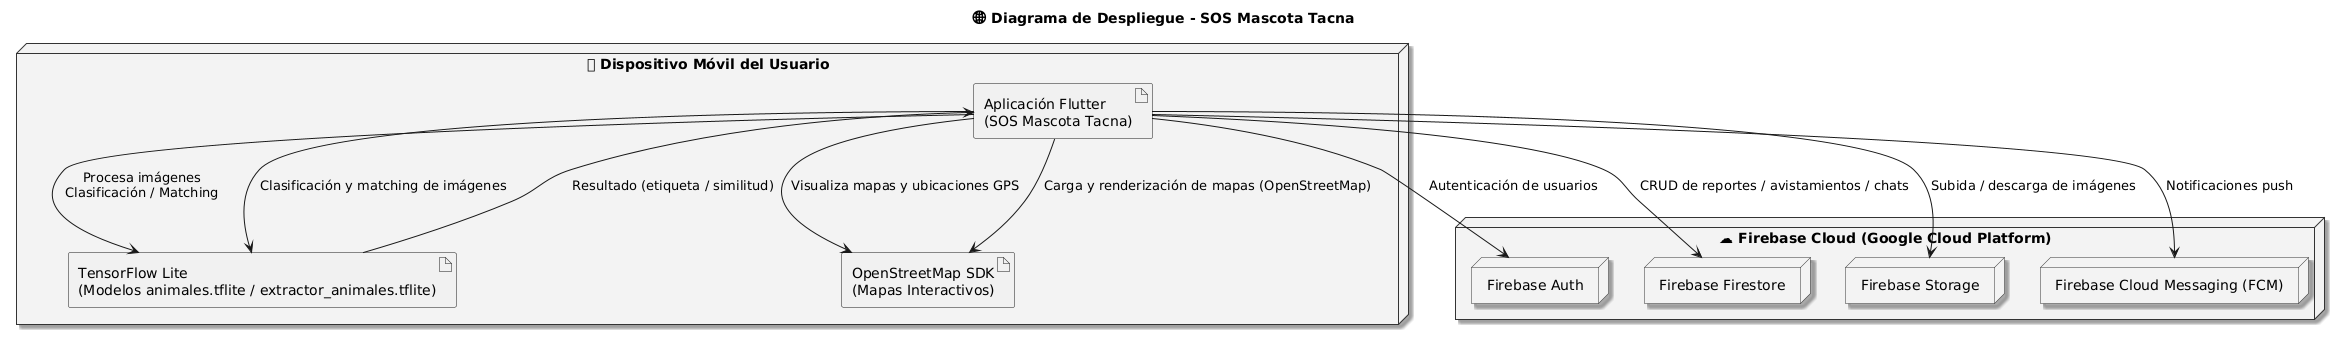 🌐 Diagrama de Despliegue - SOS Mascota Tacna
Dispositivo Móvil del Usuario
Aplicación Flutter
(SOS Mascota Tacna)
Procesa imágenes
Clasificación / Matching
Clasificación y matching de imágenes
Resultado (etiqueta / similitud)
Visualiza mapas y ubicaciones GPS
Carga y renderización de mapas (OpenStreetMap)
Autenticación de usuarios
CRUD de reportes / avistamientos / chats
Subida / descarga de imágenes
Notificaciones push
TensorFlow Lite
(Modelos animales.tflite / extractor_animales.tflite)
OpenStreetMap SDK
(Mapas Interactivos)
☁ Firebase Cloud (Google Cloud Platform)
Firebase Auth
Firebase Firestore
Firebase Storage
Firebase Cloud Messaging (FCM)